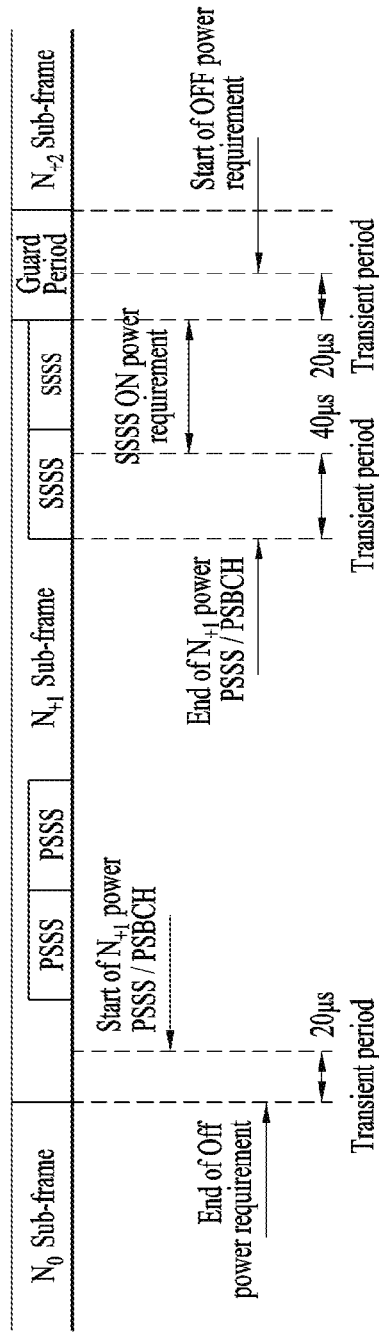 N0 Sub-frame
PSSS
PSSS
N+1 Sub-frame
SSSS
SSSS
Guard
Period
N+2 Sub-frame
Start of N+1 power
PSSS / PSBCH
SSSS ON power
requirement
End of Off
power requirement
End of N+1 power
PSSS / PSBCH
Start of OFF power
requirement
20μs
Transient period
40μs
Transient period
20μs
Transient period